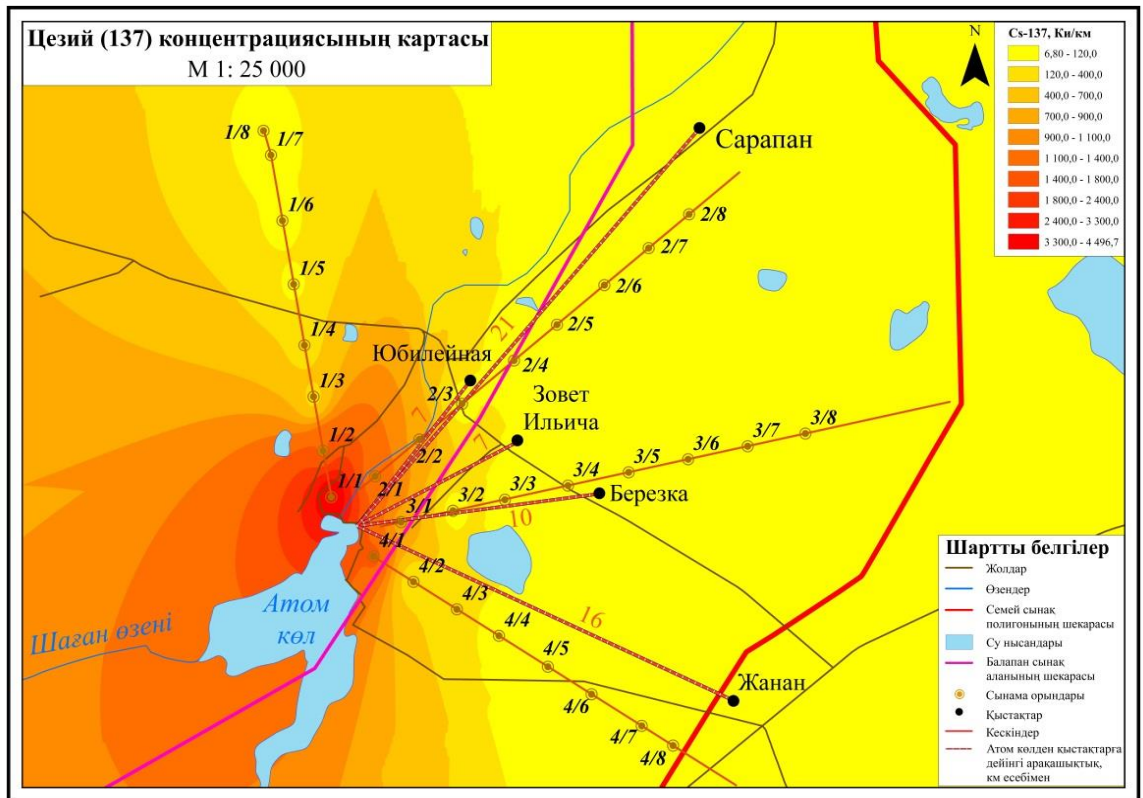 Цезий (137) концентрациясының картасы
М 1: 25 000
N
Cs-137, Ки/км
6,80 - 120,0
120,0 - 400,0
400,0 - 700,0
700,0 - 900,0
900,0 - 1 100,0
1 100,0 - 1 400,0
1 400,0 - 1 800,0
1 800,0 - 2 400,0
2 400,0 - 3 300,0
3 300,0 - 4 496,7
1/8
1/7
1/6
1/5
1/4
1/3
1/2
1/1
Сарапан
2/8
2/7
2/6
2/5
2/4
2/3
2/2
2/1
21
Юбилейная
7
Зовет
Ильича
7
3/8
3/7
3/6
3/5
3/4
3/3
3/2
3/1
Березка
10
4/1
4/2
4/3
4/4
4/5
4/6
4/7
4/8
16
Жанан
Атом
көл
Шаған өзені
Шартты белгілер
Жолдар
Өзендер
Семей сынақ
полигонының шекарасы
Су нысандары
Балапан сынақ
аланының шекарасы
Сынама орындары
Қыстақтар
Кескіндер
Атом көлден қыстақтарға
дейінгі арақашықтық,
км есебімен